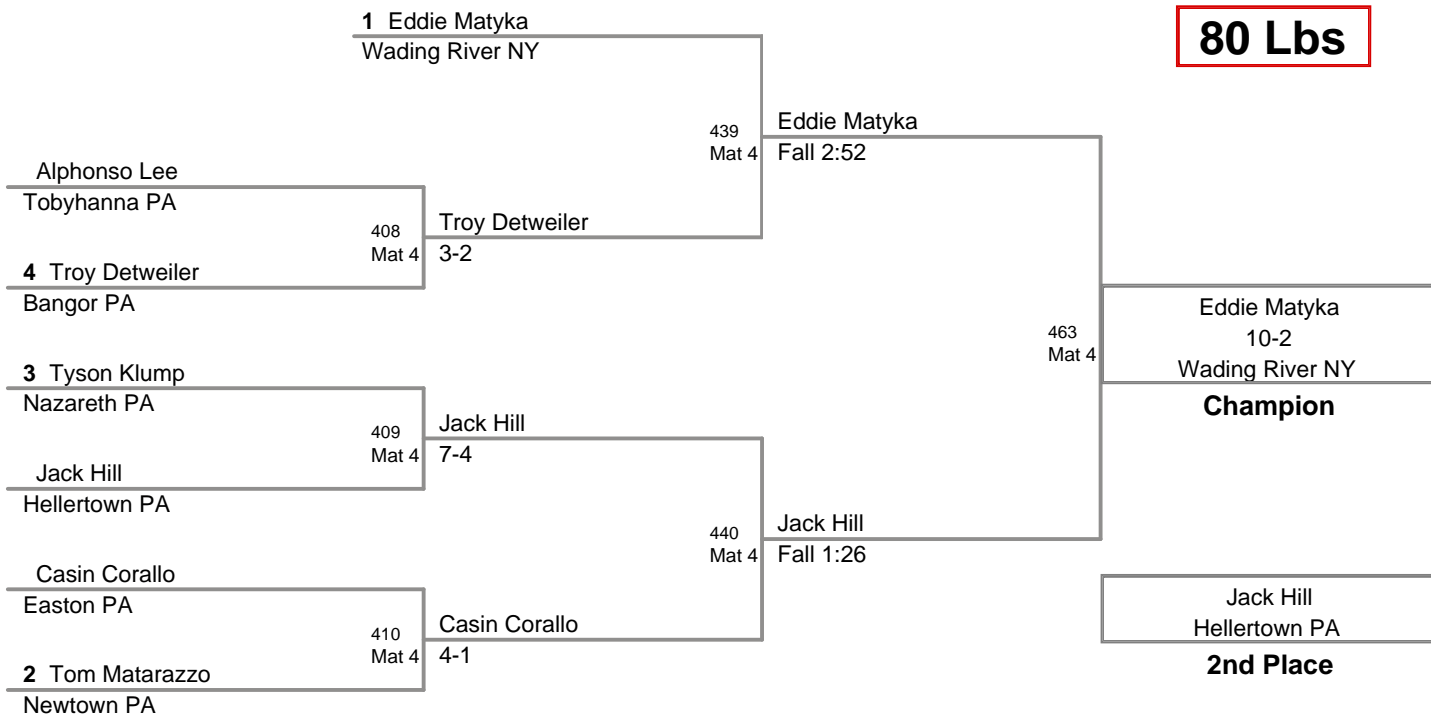 1 Eddie Matyka
Wading River NY
80 Lbs
439
Mat 4
Eddie Matyka
Fall 2:52
Alphonso Lee
Tobyhanna PA
408
Mat 4
Troy Detweiler
3-2
4 Troy Detweiler
Bangor PA
463
Mat 4
Eddie Matyka
10-2
Wading River NY
Champion
3 Tyson Klump
Nazareth PA
409
Mat 4
Jack Hill
7-4
Jack Hill
Hellertown PA
440
Mat 4
Jack Hill
Fall 1:26
Casin Corallo
Easton PA
410
Mat 4
Casin Corallo
4-1
2 Tom Matarazzo
Newtown PA
Jack Hill
Hellertown PA
2nd Place